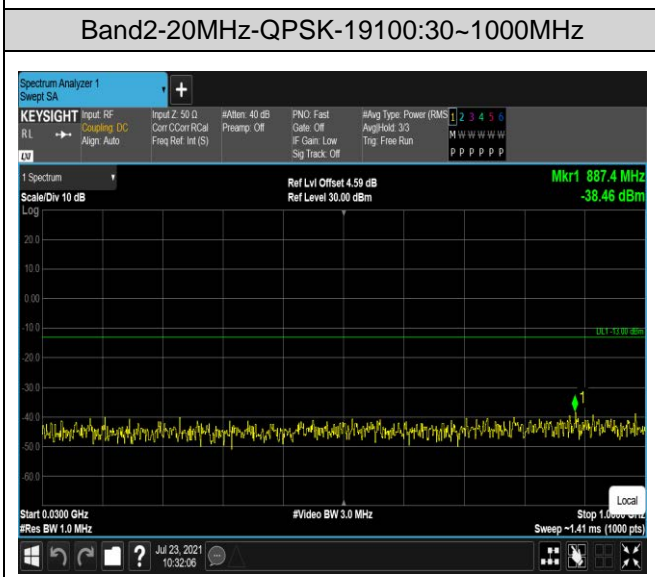 Band2-20MHz-QPSK-19100:30~1000MHz
Spectrum Analyzer 1
Swept SA
+
KEYSIGHT
RL
LXI
Input: RF
Coupling: DC
Align: Auto
Input Z: 50 Ω
Corr CCorr RCal
Freq Ref: Int (S)
#Atten: 40 dB
Preamp: Off
PNO: Fast
Gate: Off
IF Gain: Low
Sig Track: Off
#Avg Type: Power (RMS
Avg|Hold: 3/3
Trig: Free Run
1 2 3 4 5 6
M W W W W W
P P P P P P
1 Spectrum
Scale/Div 10 dB
Log
Ref Lvl Offset 4.59 dB
Ref Level 30.00 dBm
Mkr1 887.4 MHz
-38.46 dBm
20.0
10.0
0.00
-10.0
DL1 -13.00 dBm
-20.0
-30.0
1
-40.0
-50.0
-60.0
Local
Start 0.0300 GHz
#Res BW 1.0 MHz
#Video BW 3.0 MHz
Stop 1.0000 GHz
Sweep ~1.41 ms (1000 pts)
?
Jul 23, 2021
10:32:06